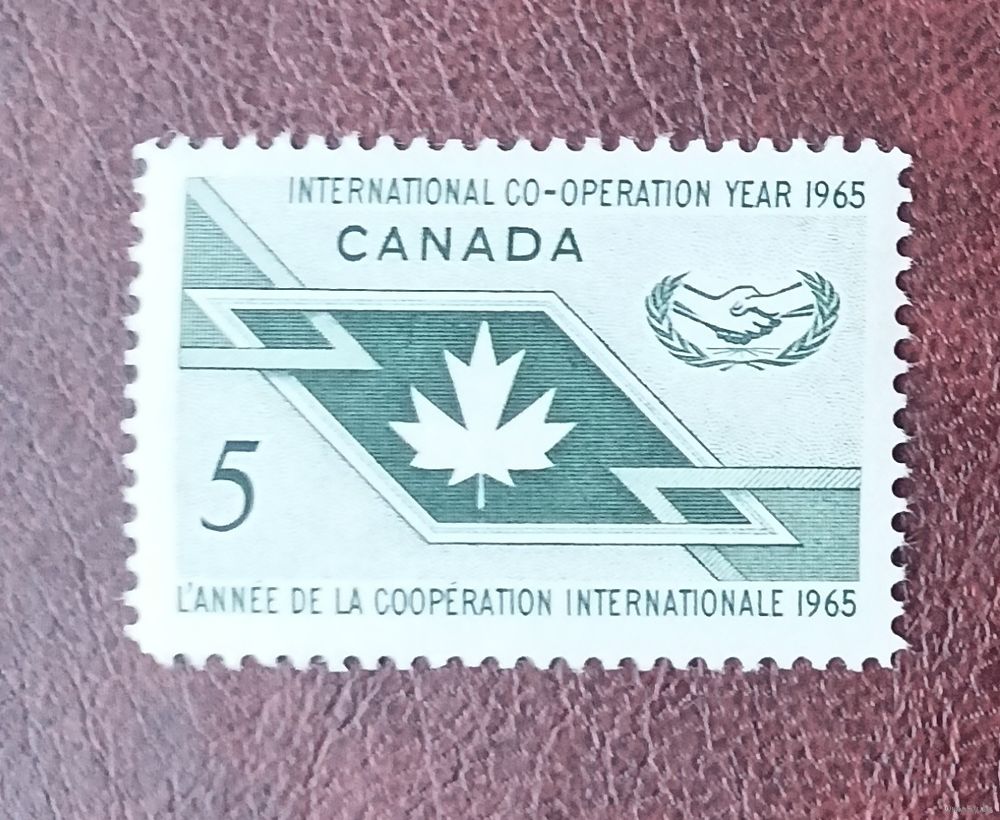 INTERNATIONAL CO-OPERATION YEAR 1965
CANADA
5
L'ANNÉE DE LA COOPÉRATION INTERNATIONALE 1965